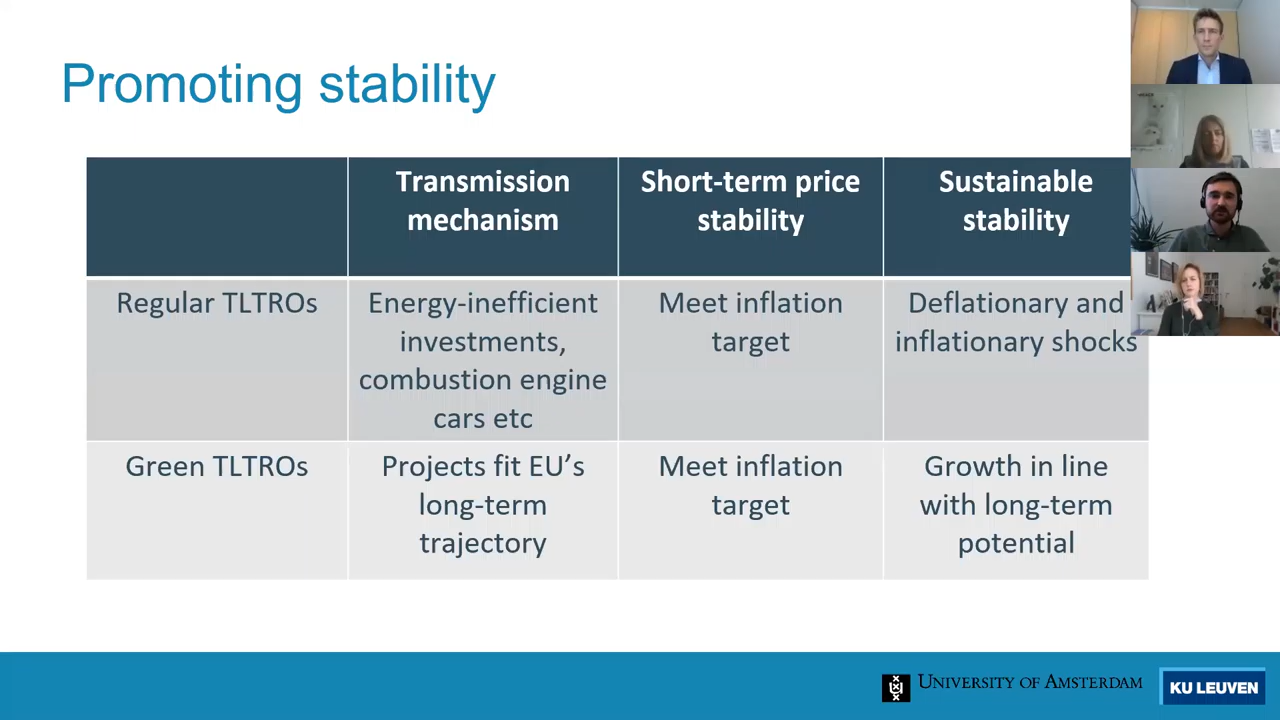 Promoting stability
Transmission
mechanism
Short-term price
stability
Sustainable
stability
Regular TLTROs
Energy-inefficient
investments,
combustion engine
cars etc
Meet inflation
target
Deflationary and
inflationary shocks
Green TLTROs
Projects fit EU's
long-term
trajectory
Meet inflation
target
Growth in line
with long-term
potential
UNIVERSITY OF AMSTERDAM
KU LEUVEN